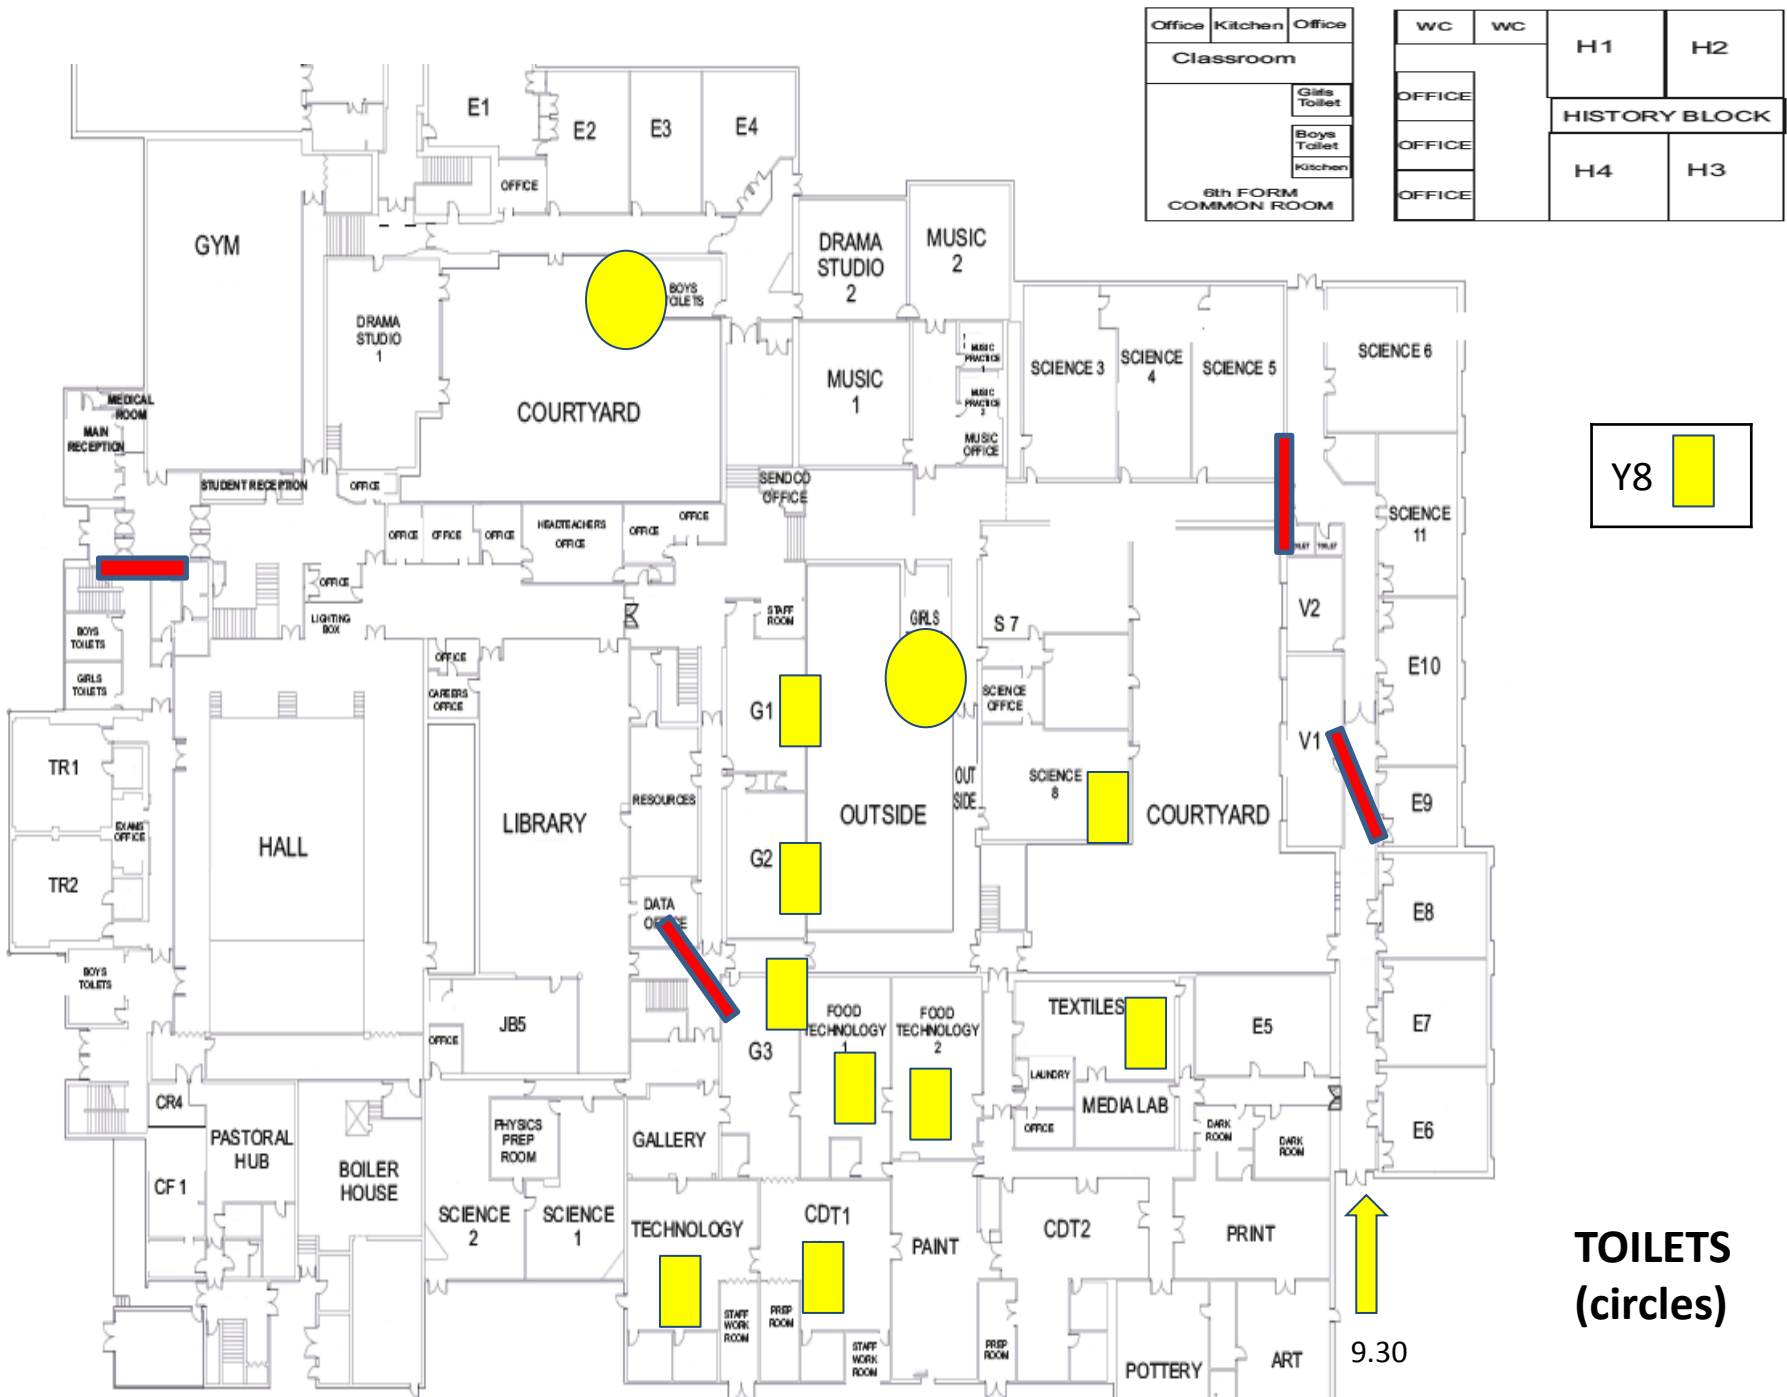 Office Kitchen Office
Classroom
Girls
Toilet
Boys
Toilet
Kitchen
6th FORM
COMMON ROOM
WC WC
H1 H2
OFFICE
HISTORY BLOCK
OFFICE
H4 H3
OFFICE
E1
E2 E3 E4
OFFICE
GYM
DRAMA
STUDIO
2
MUSIC
2
BOYS
DRAMA
STUDIO
1
COURTYARD
MUSIC
1
MUSIC
PRACTICE
MUSIC
PRACTICE
MUSIC
OFFICE
SCIENCE 3
SCIENCE
4
SCIENCE 5
SCIENCE 6
MEDICAL
ROOM
MAIN
RECEPTION
STUDENT RECEPTION
OFFICE
SENDCO
OFFICE
Y8
SCIENCE
11
OFFICE
OFFICE
OFFICE
HEADTEACHERS
OFFICE
OFFICE
OFFICE
TOILET
OFFICE
LIGHTING
BOX
STAFF
ROOM
GIRLS
S 7
V2
BOYS
TOILETS
GIRLS
TOILETS
OFFICE
CAREERS
OFFICE
G1
SCIENCE
OFFICE
E10
TR1
V1
RESOURCES
OUT
SIDE
SCIENCE
8
E9
EXAMS
OFFICE
HALL
LIBRARY
OUTSIDE
COURTYARD
G2
TR2
DATA
E8
BOYS
TOILETS
JB5
OFFICE
G3
FOOD
TECHNOLOGY
1
FOOD
TECHNOLOGY
2
TEXTILES
E5
E7
LAUNDRY
MEDIA LAB
OFFICE
DARK
ROOM
DARK
ROOM
E6
CR4
PASTORAL
HUB
PHYSICS
PREP
ROOM
GALLERY
CF 1
BOILER
HOUSE
SCIENCE
2
SCIENCE
1
TECHNOLOGY
CDT1
PAINT
CDT2
PRINT
STAFF
WORK
ROOM
PREP
ROOM
STAFF
WORK
ROOM
PREP
ROOM
POTTERY
ART
9.30
TOILETS
(circles)